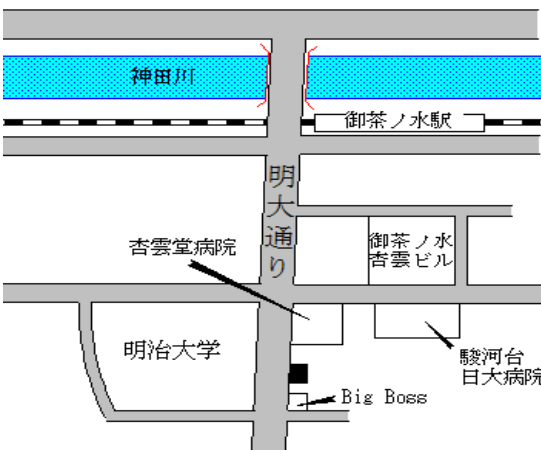 神田川
御茶ノ水駅
明大通り
御茶ノ水
杏雲ビル
杏雲堂病院
明治大学
駿河台
日大病院
Big Boss